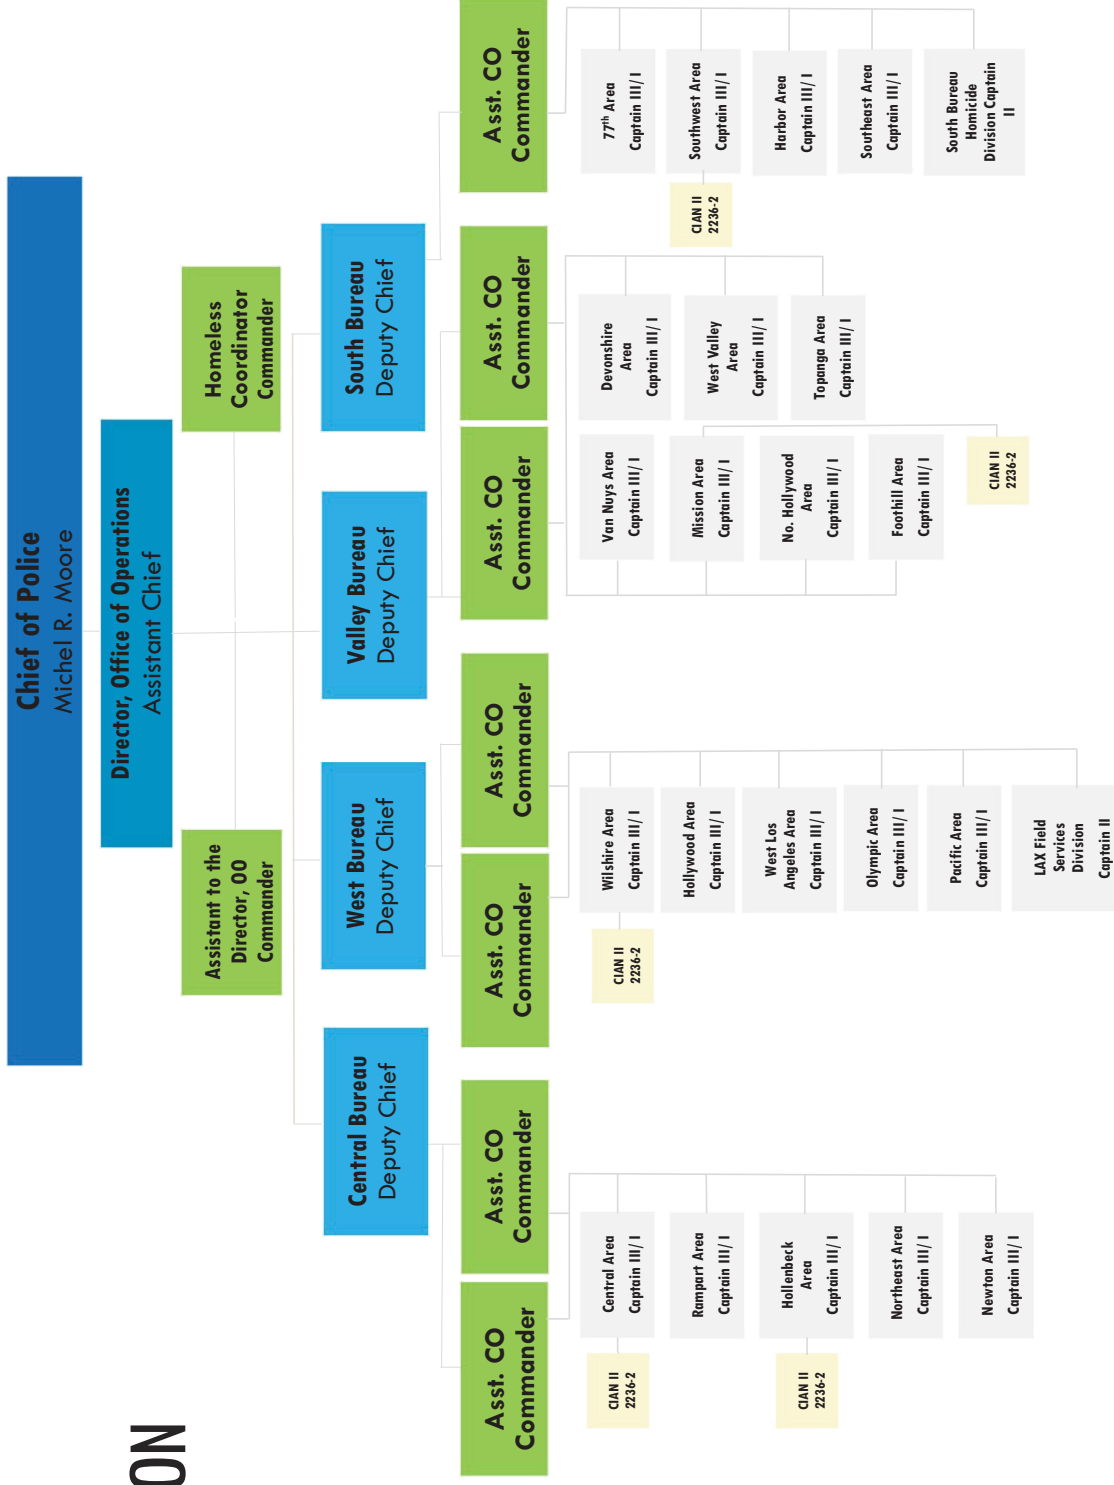 ON
Chief of Police
Michel R. Moore
Director, Office of Operations
Assistant Chief
Assistant to the
Director, OO
Commander
Homeless
Coordinator
Commander
Central Bureau
Deputy Chief
West Bureau
Deputy Chief
Valley Bureau
Deputy Chief
South Bureau
Deputy Chief
Asst. CO
Commander
Asst. CO
Commander
Asst. CO
Commander
Asst. CO
Commander
Asst. CO
Commander
Asst. CO
Commander
Asst. CO
Commander
CIAN II
2236-2
Central Area
Captain III/I
Rampart Area
Captain III/I
CIAN II
2236-2
Hollenbeck
Area
Captain III/I
Northeast Area
Captain III/I
Newton Area
Captain III/I
CIAN II
2236-2
Wilshire Area
Captain III/I
Hollywood Area
Captain III/I
West Los
Angeles Area
Captain III/I
Olympic Area
Captain III/I
Pacific Area
Captain III/I
LAX Field
Services
Division
Captain II
Van Nuys Area
Captain III/I
Mission Area
Captain III/I
No. Hollywood
Area
Captain III/I
Foothill Area
Captain III/I
CIAN II
2236-2
Devonshire
Area
Captain III/I
West Valley
Area
Captain III/I
Topanga Area
Captain III/I
77th Area
Captain III/I
CIAN II
2236-2
Southwest Area
Captain III/I
Harbor Area
Captain III/I
Southeast Area
Captain III/I
South Bureau
Homicide
Division Captain
II